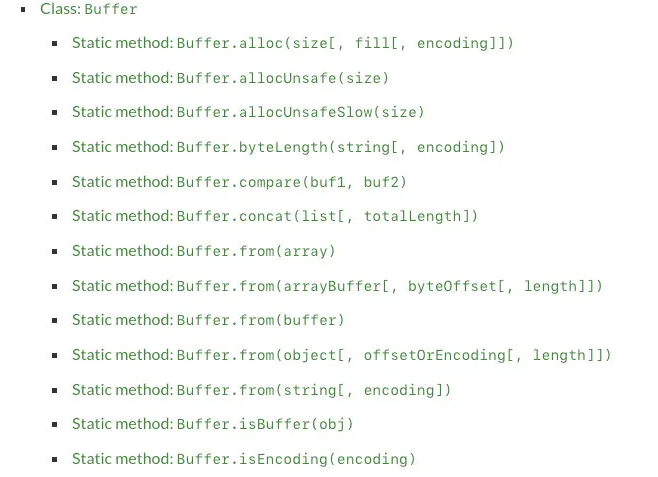 Class: Buffer
Static method: Buffer.alloc(size[, fill[, encoding]])
Static method: Buffer.allocUnsafe(size)
Static method: Buffer.allocUnsafeSlow(size)
Static method: Buffer.byteLength(string[, encoding])
Static method: Buffer.compare(buf1, buf2)
Static method: Buffer.concat(list[, totalLength])
Static method: Buffer.from(array)
Static method: Buffer.from(arrayBuffer[, byteOffset[, length]])
Static method: Buffer.from(buffer)
Static method: Buffer.from(object[, offsetOrEncoding[, length]])
Static method: Buffer.from(string[, encoding])
Static method: Buffer.isBuffer(obj)
Static method: Buffer.isEncoding(encoding)